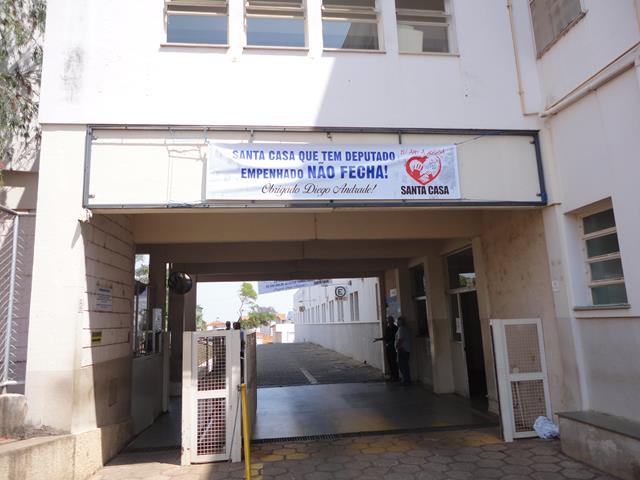 SANTA CASA QUE TEM DEPUTADO
EMPENHADO NÃO FECHA!
Obrigado Diego Andrade!
SANTA CASA
E